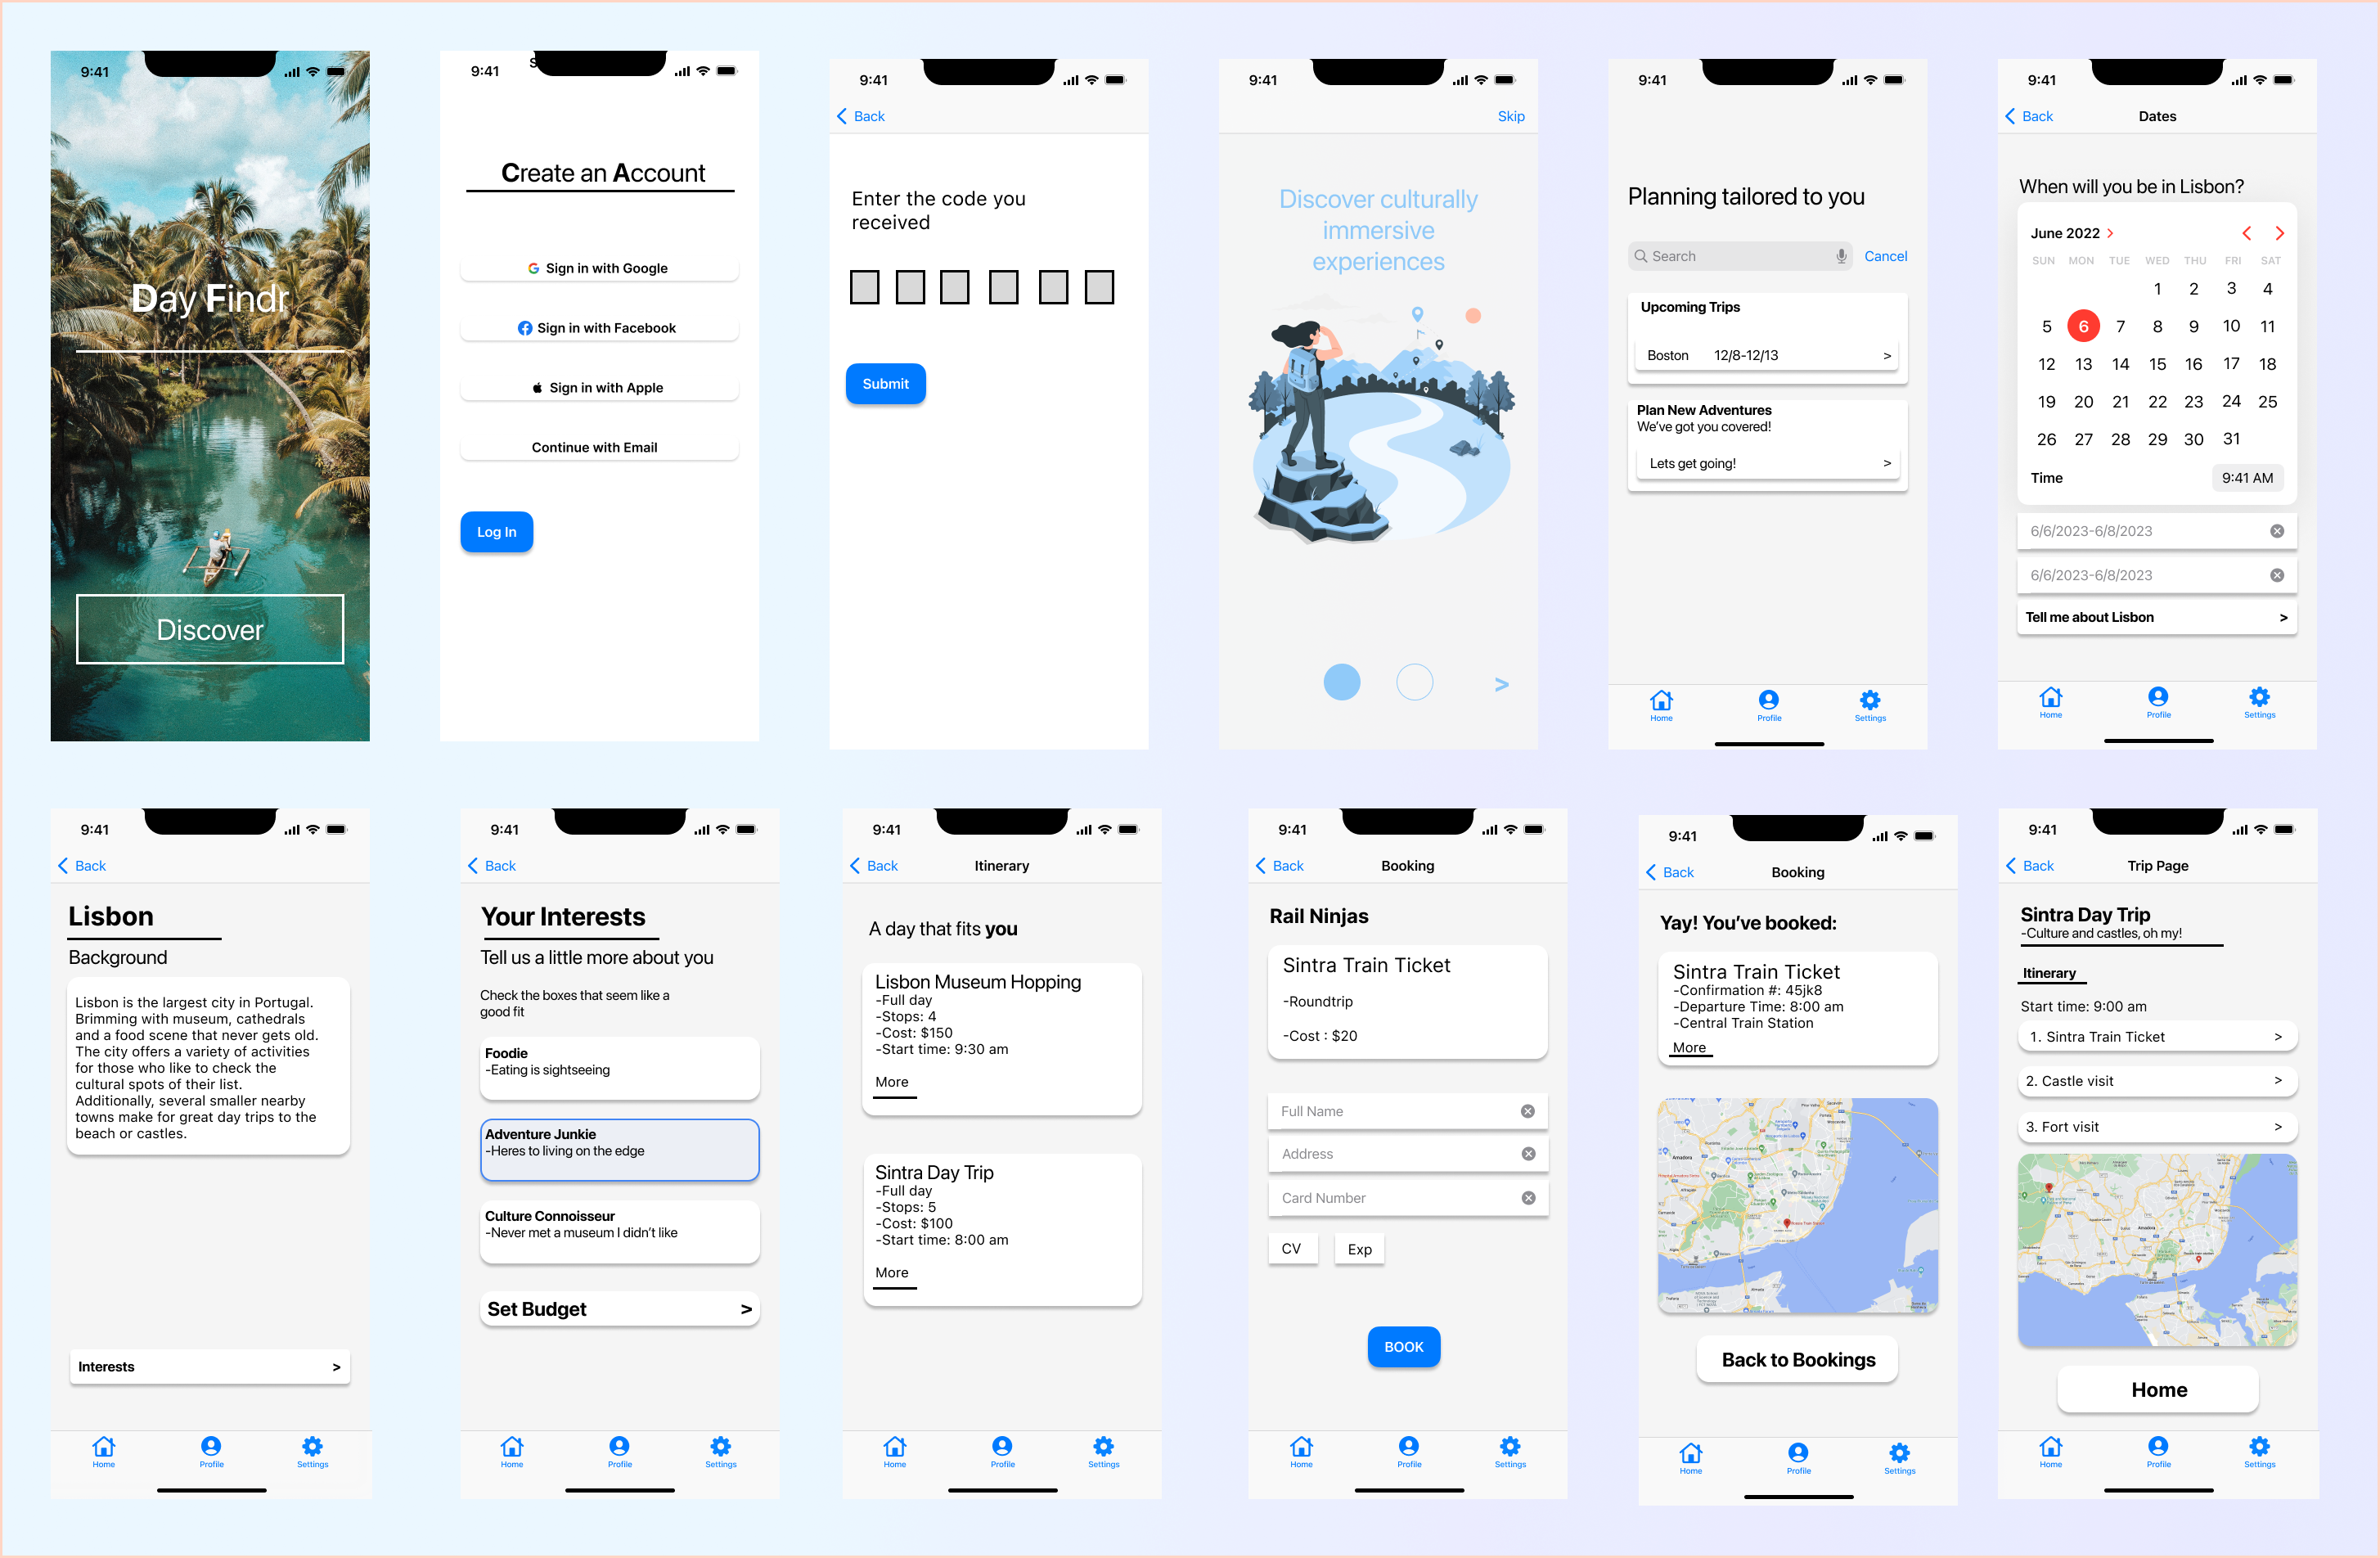 9:41
Day Findr
Discover
9:41
Create an Account
Sign in with Google
Sign in with Facebook
Sign in with Apple
Continue with Email
Log In
9:41
Back
Enter the code you
received
Submit
9:41
Skip
Discover culturally
immersive
experiences
>
9:41
Planning tailored to you
Search
Cancel
Upcoming Trips
Boston 12/8-12/13 >
Plan New Adventures
We've got you covered!
Lets get going! >
Home Profile Settings
9:41
Back Dates
When will you be in Lisbon?
June 2022 >
SUN MON TUE WED THU FRI SAT
1 2 3 4
5 6 7 8 9 10 11
12 13 14 15 16 17 18
19 20 21 22 23 24 25
26 27 28 29 30 31
Time 9:41 AM
6/6/2023-6/8/2023
6/6/2023-6/8/2023
Tell me about Lisbon >
Home Profile Settings
9:41
Back
Lisbon
Background
Lisbon is the largest city in Portugal.
Brimming with museum, cathedrals
and a food scene that never gets old.
The city offers a variety of activities
for those who like to check the
cultural spots of their list.
Additionally, several smaller nearby
towns make for great day trips to the
beach or castles.
Interests >
Home Profile Settings
9:41
Back
Your Interests
Tell us a little more about you
Check the boxes that seem like a
good fit
Foodie
-Eating is sightseeing
Adventure Junkie
-Heres to living on the edge
Culture Connoisseur
-Never met a museum I didn't like
Set Budget >
Home Profile Settings
9:41
Back Itinerary
A day that fits you
Lisbon Museum Hopping
-Full day
-Stops: 4
-Cost: $150
-Start time: 9:30 am
More
Sintra Day Trip
-Full day
-Stops: 5
-Cost: $100
-Start time: 8:00 am
More
Home Profile Settings
9:41
Back Booking
Rail Ninjas
Sintra Train Ticket
-Roundtrip
-Cost : $20
Full Name
Address
Card Number
CV Exp
BOOK
Home Profile Settings
9:41
Back Booking
Yay! You've booked:
Sintra Train Ticket
-Confirmation #: 45jk8
-Departure Time: 8:00 am
-Central Train Station
More
Back to Bookings
Home Profile Settings
9:41
Back Trip Page
Sintra Day Trip
-Culture and castles, oh my!
Itinerary
Start time: 9:00 am
1. Sintra Train Ticket >
2. Castle visit >
3. Fort visit >
Home
Home Profile Settings